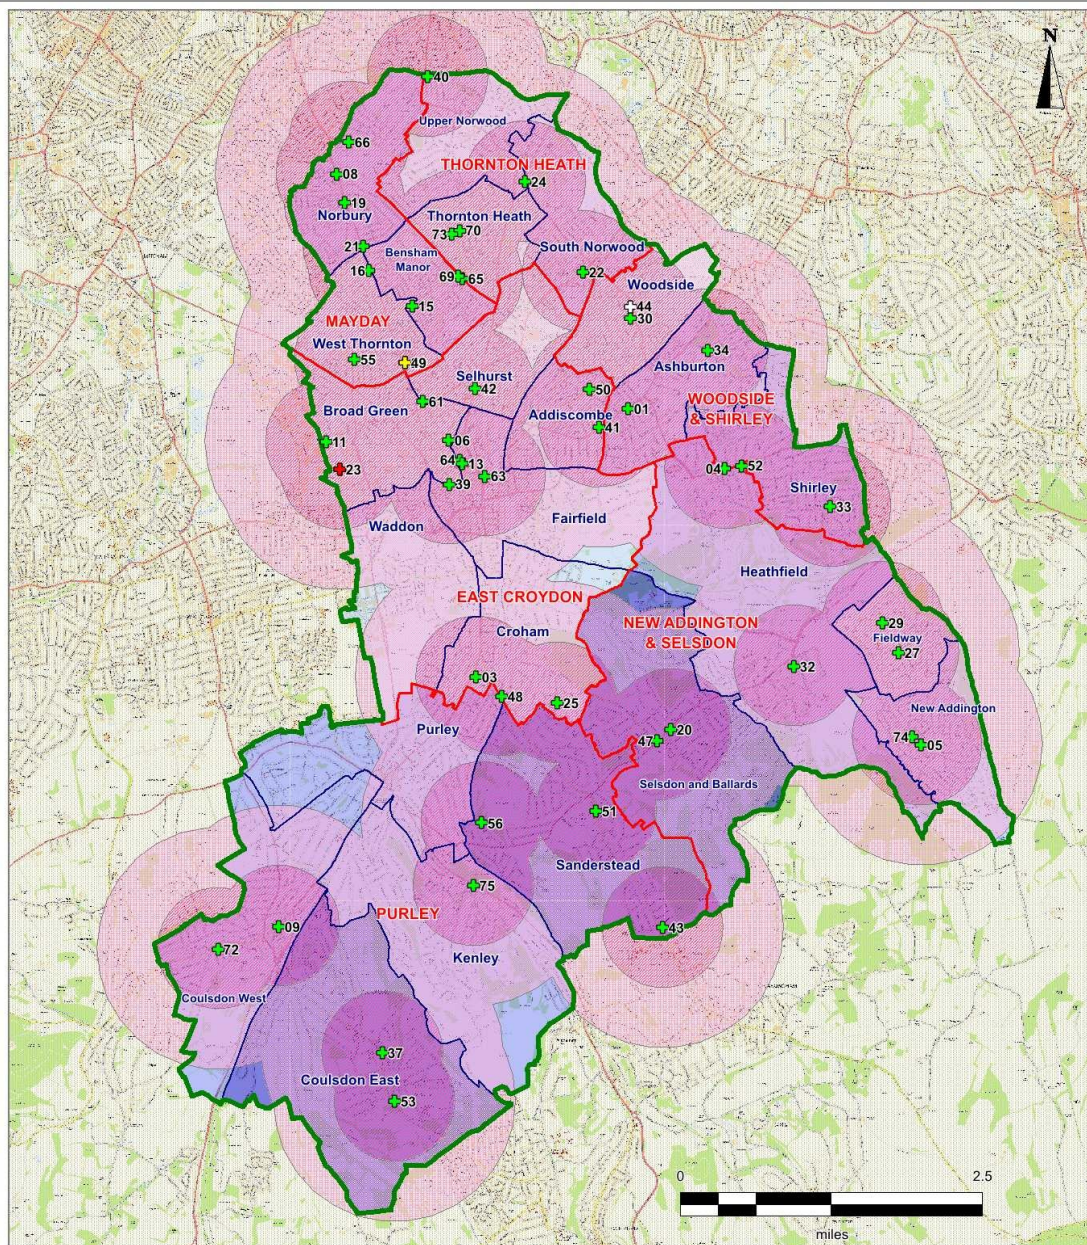 N
40
Upper Norwood
66
THORNTON HEATH
08
24
19
Norbury
Thornton Heath
70
73
21
Bensham
Manor
South Norwood
16
69
65
22
Woodside
44
15
30
MAYDAY
West Thornton
55
49
34
Ashburton
Selhurst
42
50
WOODSIDE
& SHIRLEY
61
Broad Green
01
Addiscombe
41
11
06
23
64
13
63
39
04
52
Shirley
33
Waddon
Fairfield
Heathfield
EAST CROYDON
NEW ADDINGTON
& SELSDON
Croham
29
Fieldway
27
32
03
48
25
New Addington
Purley
20
47
74
05
Selsdon and Ballards
51
56
Sanderstead
75
PURLEY
09
43
72
Kenley
Coulsdon West
37
Coulsdon East
53
0
2.5
miles